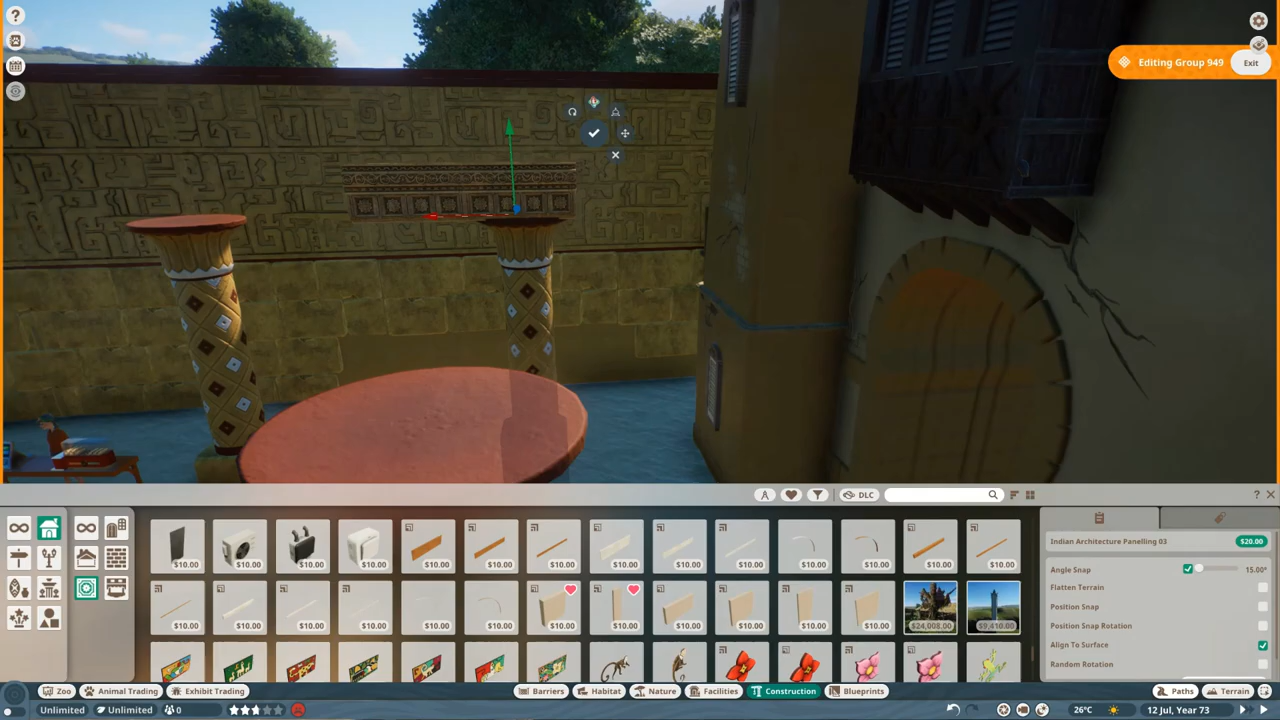 Editing Group 949
Exit
DLC
$10.00 $10.00 $10.00 $10.00 $10.00 $10.00 $10.00 $10.00 $10.00 $10.00 $10.00 $10.00 $10.00 $10.00
$10.00 $10.00 $10.00 $10.00 $10.00 $10.00 $10.00 $10.00 $10.00 $10.00 $10.00 $10.00 $24,008.00 $9,410.00
Indian Architecture Panelling 03 $20.00
Angle Snap 15.00°
Flatten Terrain
Position Snap
Position Snap Rotation
Align To Surface
Random Rotation
Zoo Animal Trading Exhibit Trading Barriers Habitat Nature Facilities Construction Blueprints Paths Terrain
Unlimited Unlimited 0 26°C 12 Jul, Year 73